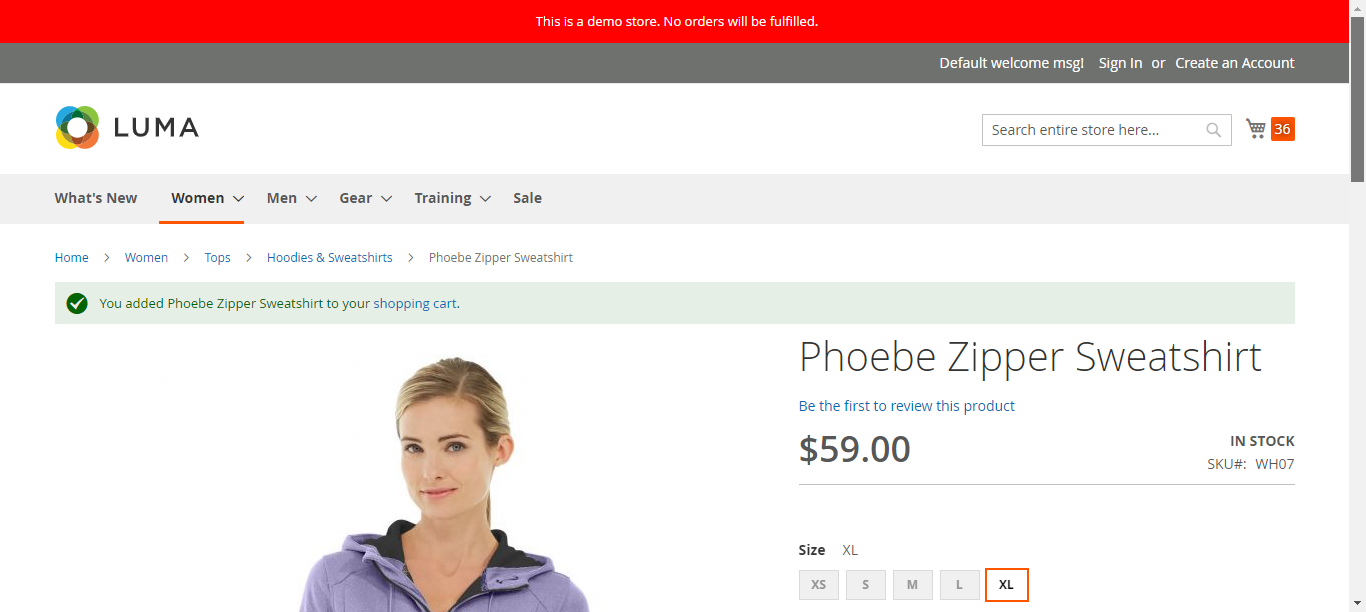 This is a demo store. No orders will be fulfilled.
Default welcome msg! Sign In or Create an Account
LUMA
Search entire store here...
36
What's New Women Men Gear Training Sale
Home > Women > Tops > Hoodies & Sweatshirts > Phoebe Zipper Sweatshirt
You added Phoebe Zipper Sweatshirt to your shopping cart.
Phoebe Zipper Sweatshirt
Be the first to review this product
$59.00
IN STOCK
SKU#: WH07
Size XL
XS S M L XL